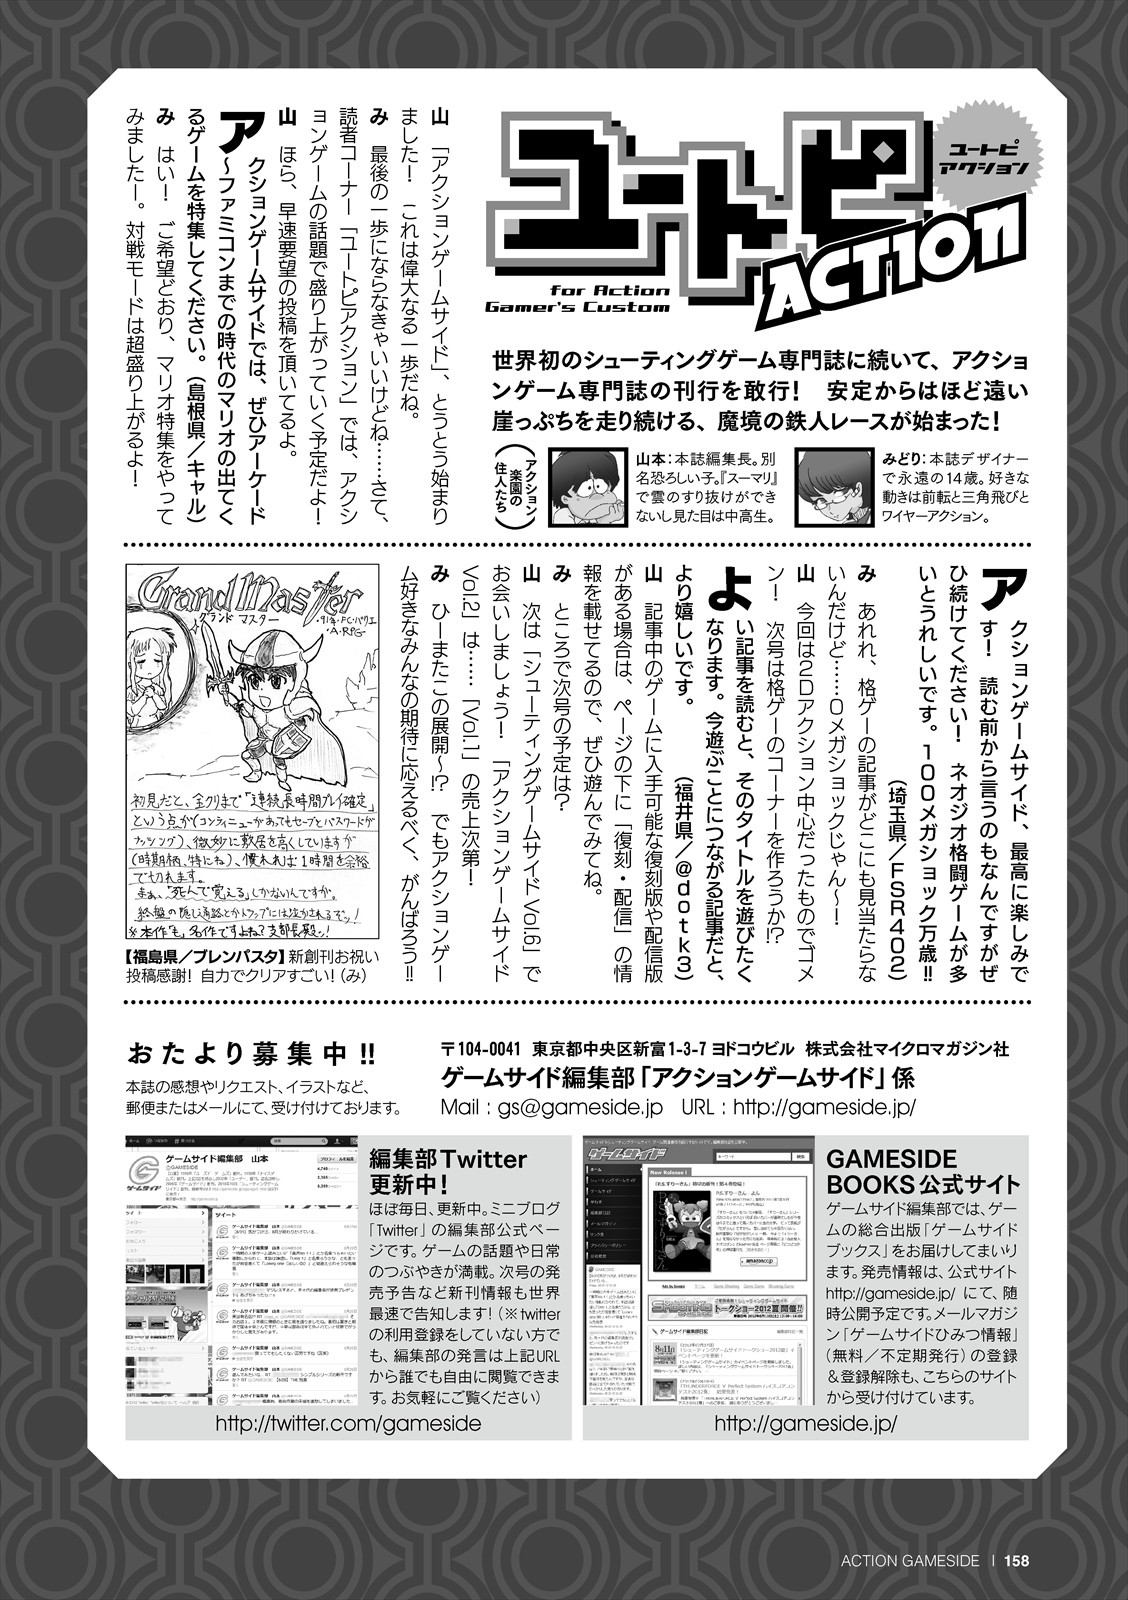 ユートピ
ACTION
ユートピ
アクション
for Action
Gamer's Custom
世界初のシューティングゲーム専門誌に続いて、アクショ
ンゲーム専門誌の刊行を敢行！　安定からはほど遠い
崖っぷちを走り続ける、魔境の鉄人レースが始まった！
（アクション
楽園の
住人たち）
山本：本誌編集長。別
名恐ろしい子。『スーマリ』
で雲のすり抜けができ
ないし見た目は中高生。
みどり：本誌デザイナー
で永遠の14歳。好きな
動きは前転と三角飛びと
ワイヤーアクション。
山　「アクションゲームサイド」、とうとう始まり
ました！　これは偉大なる一歩だね。
み　最後の一歩にならなきゃいいけどね……さて、
読者コーナー「ユートピアクション」では、アクシ
ョンゲームの話題で盛り上がっていく予定だよ！
山　ほら、早速要望の投稿を頂いてるよ。
アクションゲームサイドでは、ぜひアーケード
〜ファミコンまでの時代のマリオの出てく
るゲームを特集してください。（島根県／キャル）
み　はい！　ご希望どおり、マリオ特集をやって
みましたー。対戦モードは超盛り上がるよ！
アクションゲームサイド、最高に楽しみで
す！　読む前から言うのもなんですがぜ
ひ続けてください！　ネオジオ格闘ゲームが多
いとうれしいです。１００メガショック万歳!!
（埼玉県／FSR402）
み　あれれ、格ゲーの記事がどこにも見当たらな
いんだけど……０メガショックじゃん〜！
山　今回は２Dアクション中心だったものでゴメ
ン！　次号は格ゲーのコーナーを作ろうか!?
よい記事を読むと、そのタイトルを遊びたく
なります。今遊ぶことにつながる記事だと、
より嬉しいです。　（福井県／@dotk3）
山　記事中のゲームに入手可能な復刻版や配信版
がある場合は、ページの下に「復刻・配信」の情
報を載せてるので、ぜひ遊んでみてね。
み　ところで次号の予定は？
山　次は「シューティングゲームサイドVol.6」で
お会いしましょう！「アクションゲームサイド
Vol.2」は……「Vol.1」の売上次第！
み　ひーまたこの展開〜!?　でもアクションゲー
ム好きなみんなの期待に応えるべく、がんばろう!!
Grand Master
グランド マスター
・'91年・FC・バリエ
・A・RPG-
初見だと、全クリまで「連続長時間プレイ確定」
という点が（コンティニューがあってもセーブとパスワードが
ナッシング）、微妙に敷居を高くしていますが
（時期柄、特にね）、慣れれば1時間を余裕
で切れます。
まぁ、「死んで覚える」しかないんですが。
終盤の隠し通路とかトラップには泣かされるぞッ！
※本作「も」名作ですよね？支部長殿ッ！
【福島県／ブレンパスタ】新創刊お祝い
投稿感謝！ 自力でクリアすごい！（み）
おたより募集中!!
本誌の感想やリクエスト、イラストなど、
郵便またはメールにて、受け付けております。
〒104-0041　東京都中央区新富1-3-7 ヨドコウビル　株式会社マイクロマガジン社
ゲームサイド編集部「アクションゲームサイド」係
Mail : gs@gameside.jp　URL : http://gameside.jp/
ゲームサイド編集部　山本
@GAMESIDE
編集部Twitter
更新中！
ほぼ毎日、更新中。ミニブログ
「Twitter」の編集部公式ペー
ジです。ゲームの話題や日常
のつぶやきが満載。次号の発
売予告など新刊情報も世界
最速で告知します！（※twitter
の利用登録をしていない方で
も、編集部の発言は上記URL
から誰でも自由に閲覧できま
す。お気軽にご覧ください）
http://twitter.com/gameside
ゲームサイド
New Release !
トークショー2012夏開催!!
ゲームサイド編集部日記
GAMESIDE
BOOKS公式サイト
ゲームサイド編集部では、ゲー
ムの総合出版「ゲームサイド
ブックス」をお届けしてまいり
ます。発売情報は、公式サイト
http://gameside.jp/ にて、随
時公開予定です。メールマガジ
ン「ゲームサイドひみつ情報」
（無料／不定期発行）の登録
＆登録解除も、こちらのサイト
から受け付けています。
http://gameside.jp/
ACTION GAMESIDE | 158